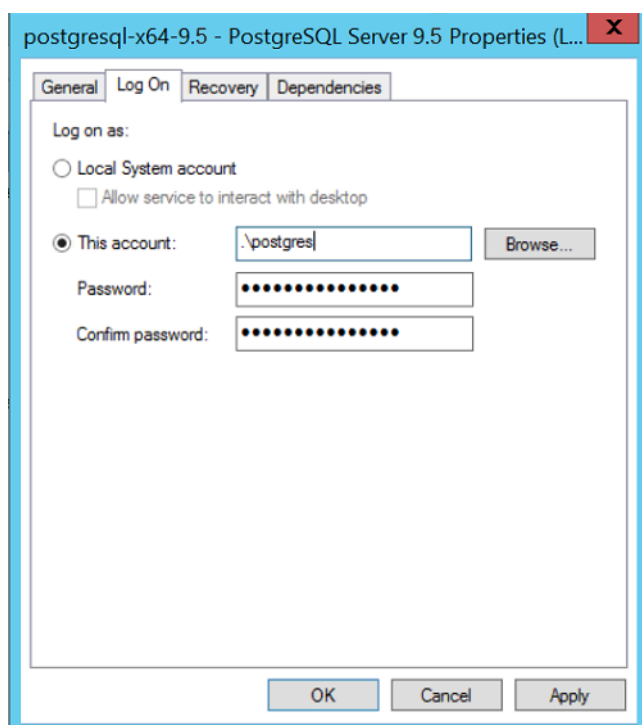 postgresql-x64-9.5 - PostgreSQL Server 9.5 Properties (L... X
General Log On Recovery Dependencies
Log on as:
Local System account
Allow service to interact with desktop
This account: .\postgres Browse...
Password: •••••••••••••••
Confirm password: •••••••••••••••
OK Cancel Apply